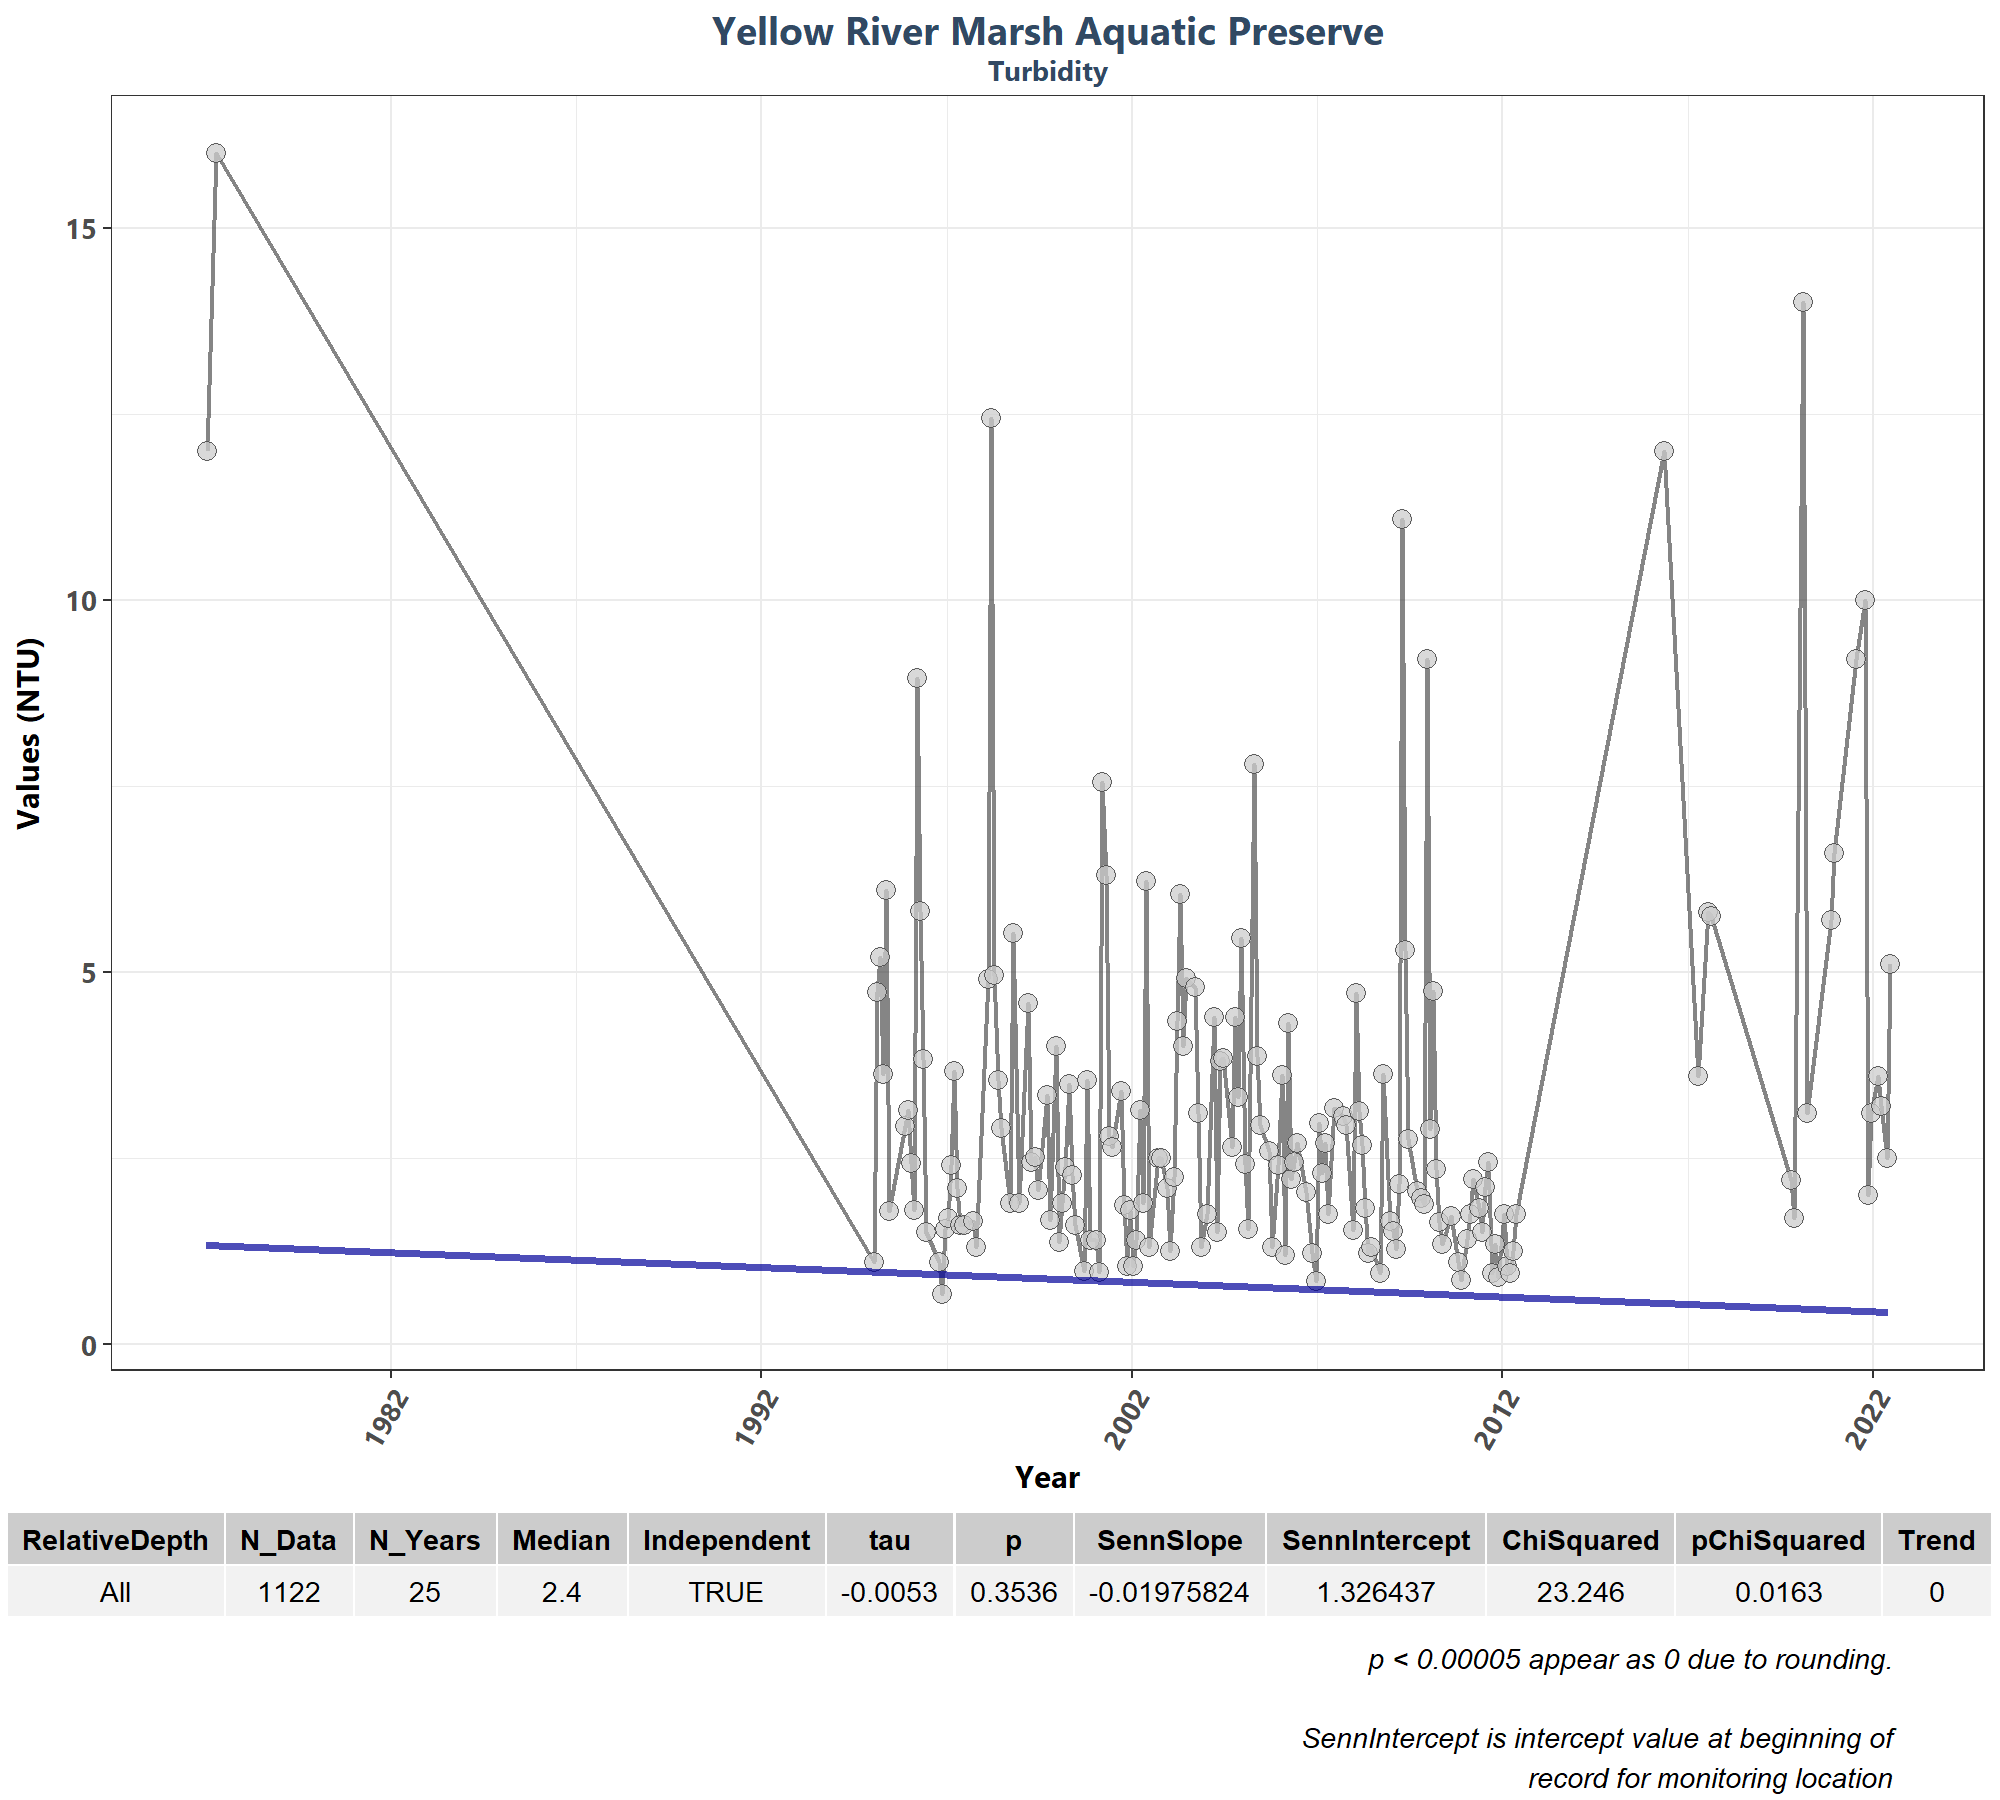 Yellow River Marsh Aquatic Preserve
Turbidity
15
10
5
0
Values (NTU)
1982
1992
2002
2012
2022
Year
RelativeDepth N_Data N_Years Median Independent tau p SennSlope SennIntercept ChiSquared pChiSquared Trend
All 1122 25 2.4 TRUE -0.0053 0.3536 -0.01975824 1.326437 23.246 0.0163 0
p < 0.00005 appear as 0 due to rounding.
SennIntercept is intercept value at beginning of
record for monitoring location